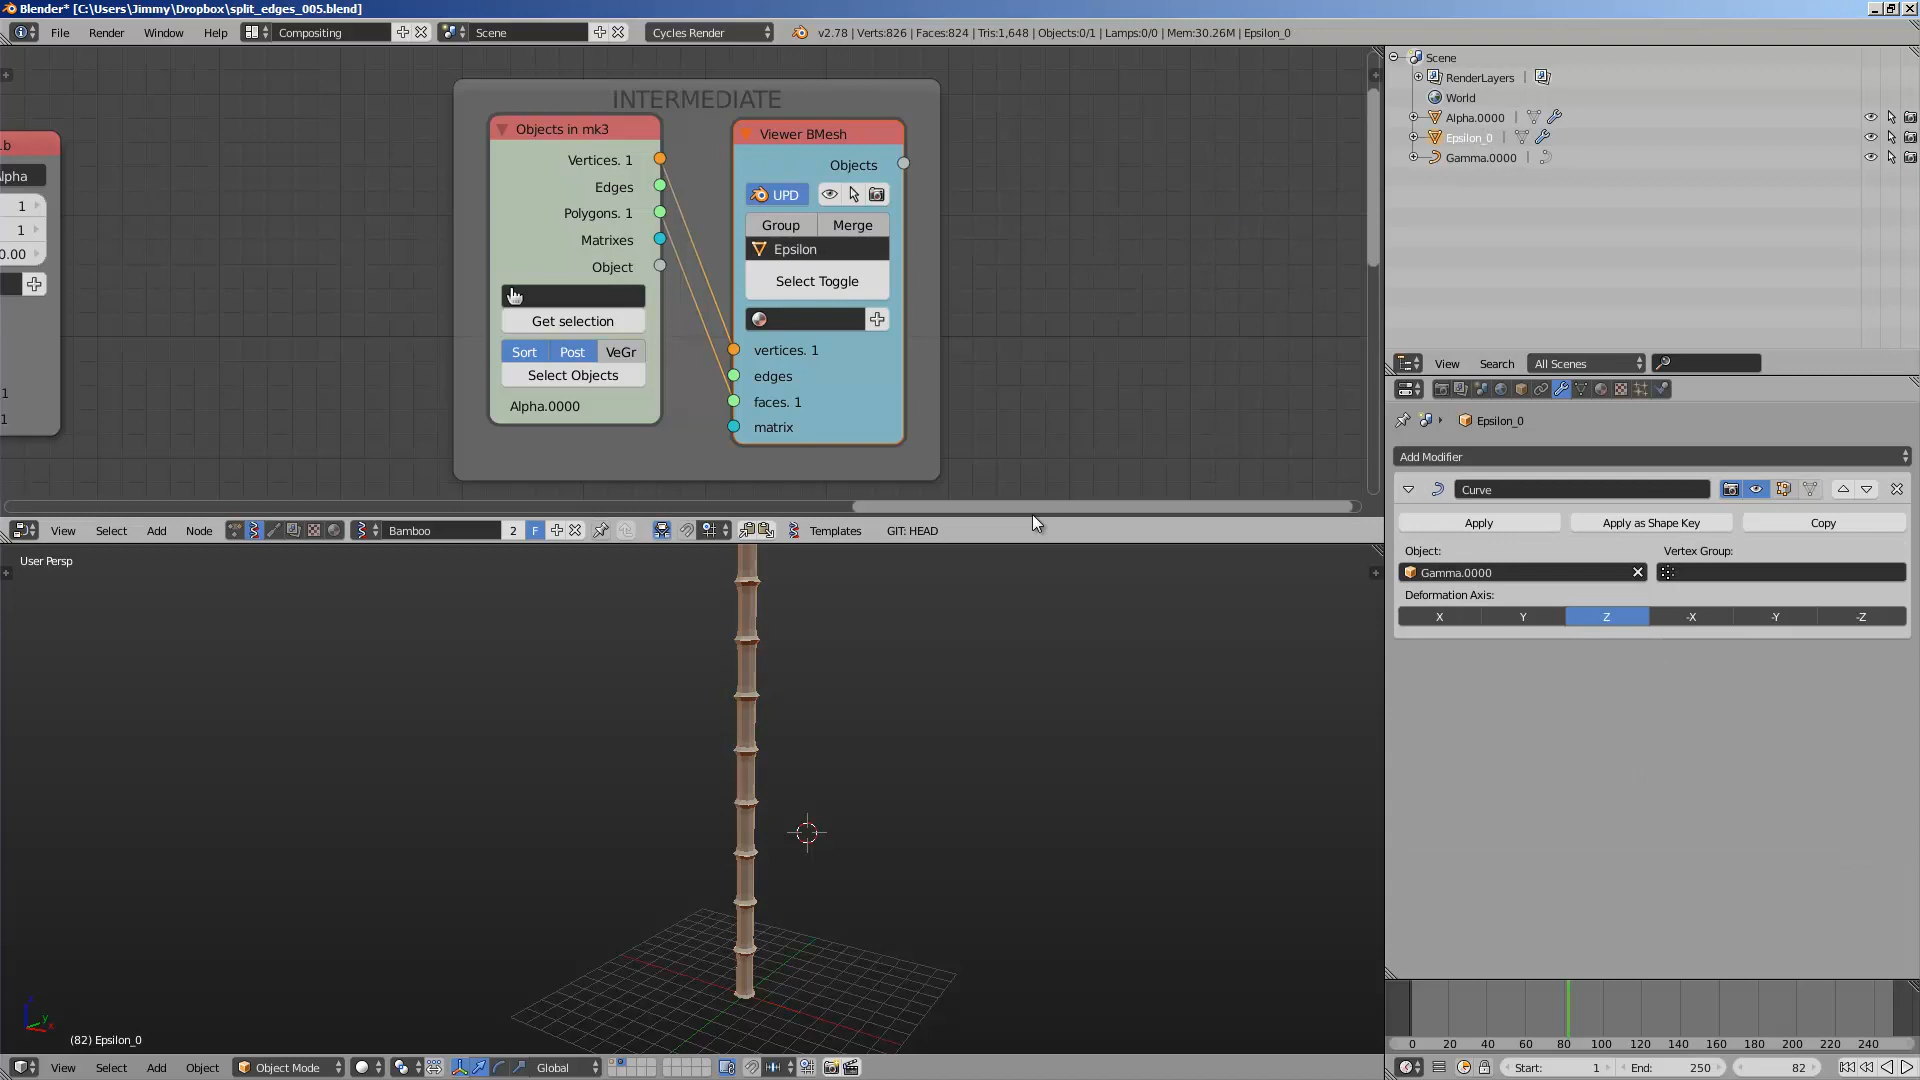 Blender* [C:\Users\Jimmy\Dropbox\split_edges_005.blend]
File Render Window Help Compositing Scene Cycles Render v2.78 | Verts:826 | Faces:824 | Tris:1,648 | Objects:0/1 | Lamps:0/0 | Mem:30.26M | Epsilon_0
INTERMEDIATE
Objects in mk3
Vertices. 1
Edges
Polygons. 1
Matrixes
Object
Get selection
Sort Post VeGr
Select Objects
Alpha.0000
Viewer BMesh
Objects
UPD
Group Merge
Epsilon
Select Toggle
vertices. 1
edges
faces. 1
matrix
.b
lpha
1
1
0.00
1
1
View Select Add Node Bamboo 2 F Templates GIT: HEAD
User Persp
(82) Epsilon_0
View Select Add Object Object Mode Global
Scene
RenderLayers
World
Alpha.0000
Epsilon_0
Gamma.0000
View Search All Scenes
Epsilon_0
Add Modifier
Curve
Apply Apply as Shape Key Copy
Object: Vertex Group:
Gamma.0000
Deformation Axis:
X Y Z -X -Y -Z
0 20 40 60 80 100 120 140 160 180 200 220 240
Start: 1 End: 250 82